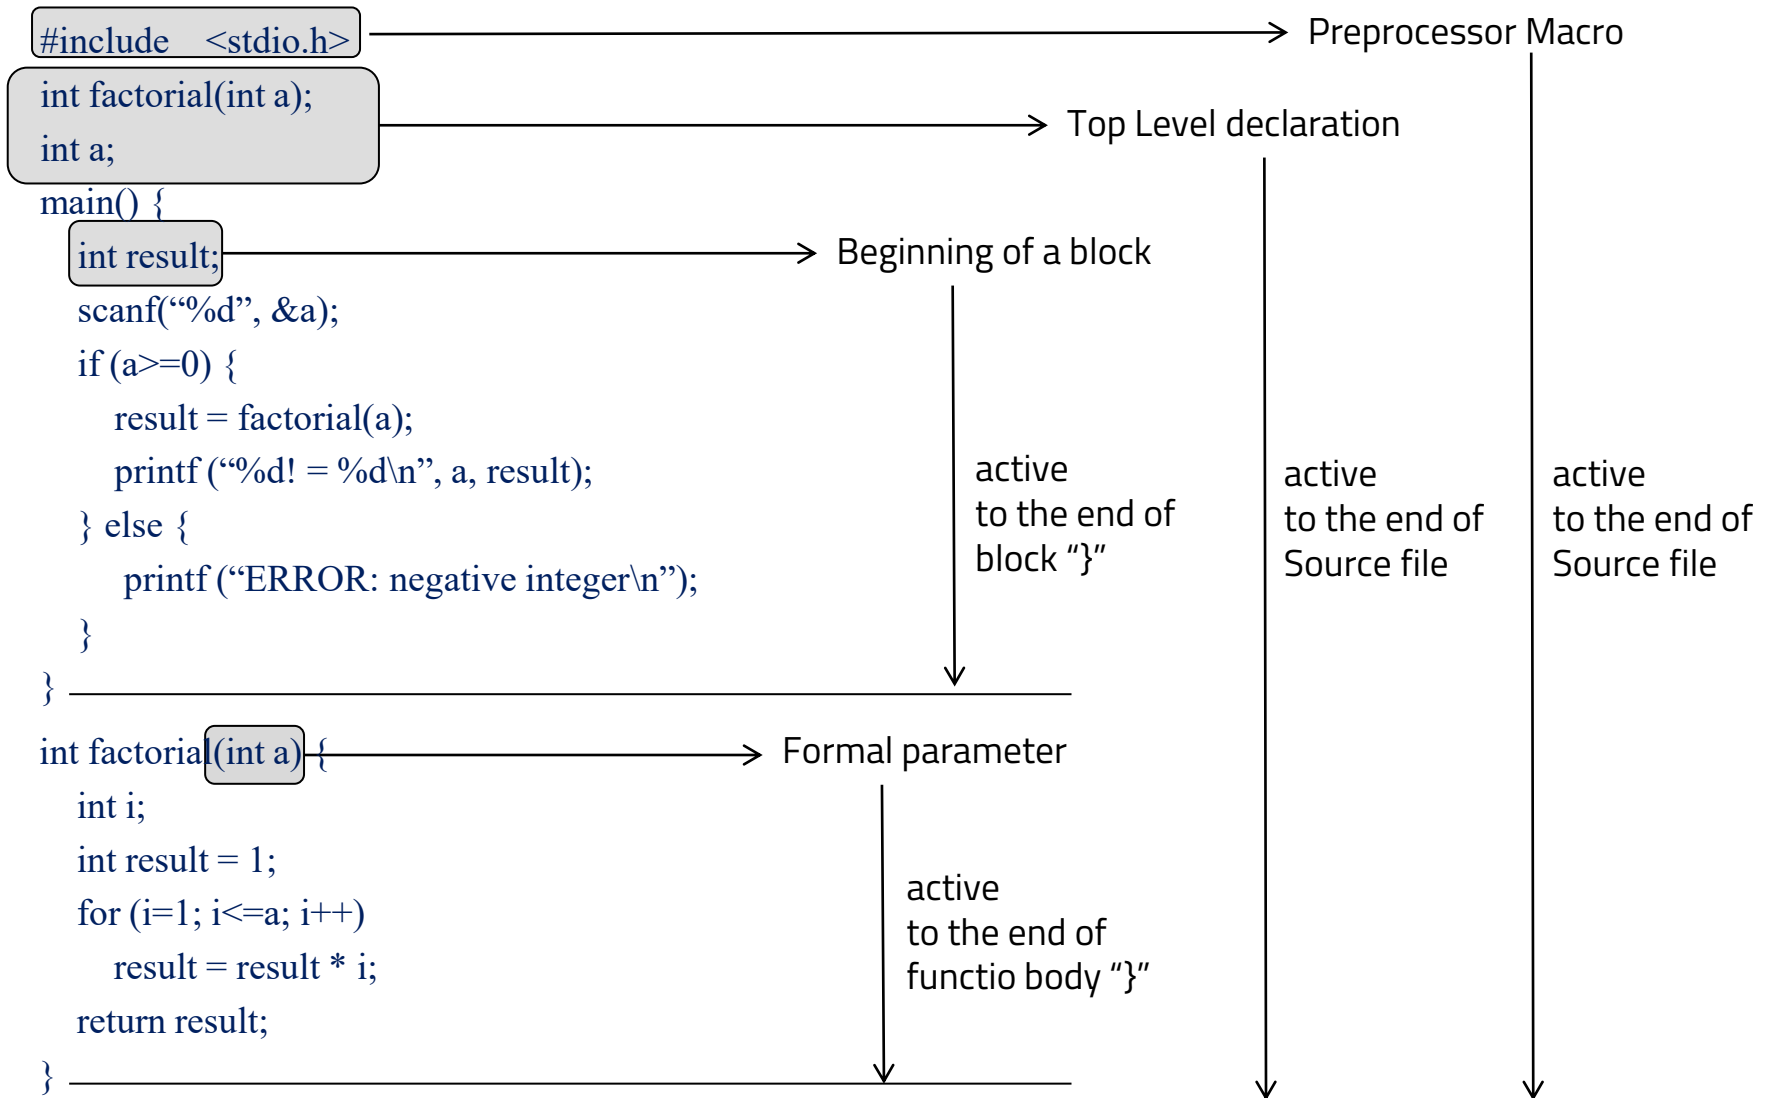 #include <stdio.h>
Preprocessor Macro
int factorial(int a);
int a;
Top Level declaration
main() {
int result;
Beginning of a block
scanf(“%d”, &a);
if (a>=0) {
result = factorial(a);
printf (“%d! = %d\n”, a, result);
} else {
printf (“ERROR: negative integer\n”);
}
}
active
to the end of
block “}”
active
to the end of
Source file
active
to the end of
Source file
int factorial(int a) {
Formal parameter
int i;
int result = 1;
for (i=1; i<=a; i++)
result = result * i;
return result;
}
active
to the end of
functio body “}”